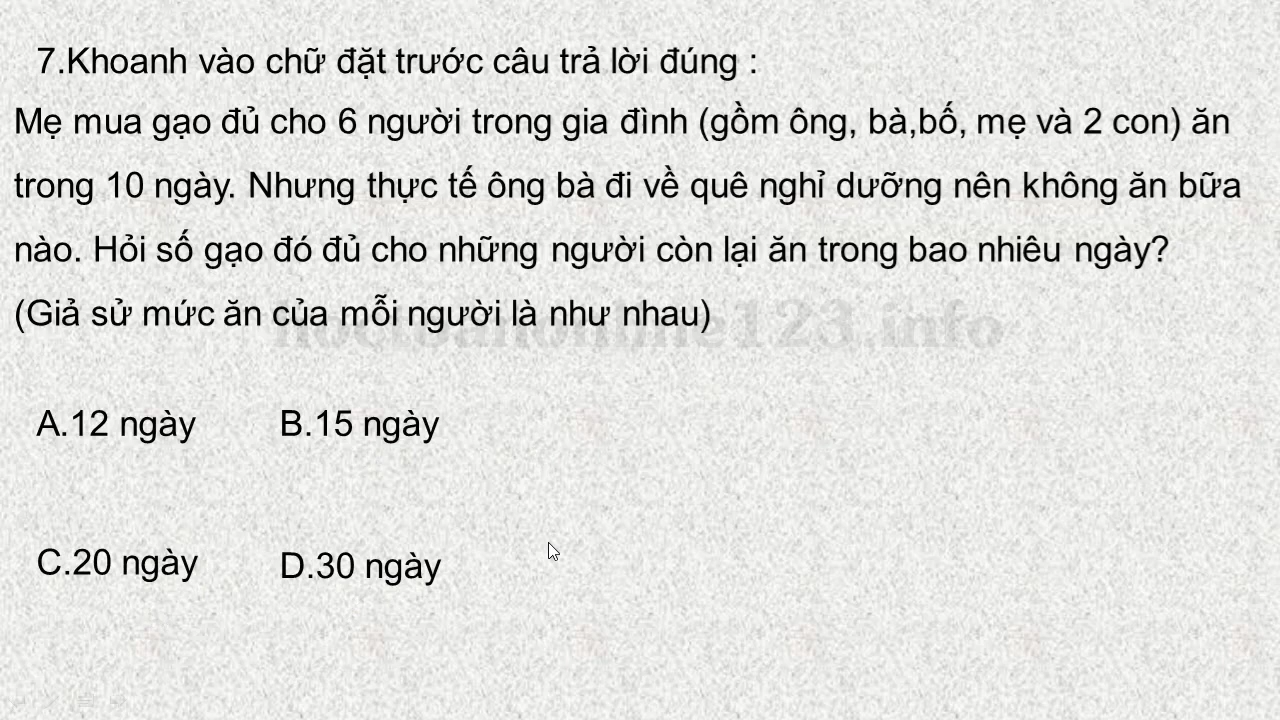 7.Khoanh vào chữ đặt trước câu trả lời đúng :
Mẹ mua gạo đủ cho 6 người trong gia đình (gồm ông, bà,bố, mẹ và 2 con) ăn
trong 10 ngày. Nhưng thực tế ông bà đi về quê nghỉ dưỡng nên không ăn bữa
nào. Hỏi số gạo đó đủ cho những người còn lại ăn trong bao nhiêu ngày?
(Giả sử mức ăn của mỗi người là như nhau)
A.12 ngày B.15 ngày
C.20 ngày D.30 ngày